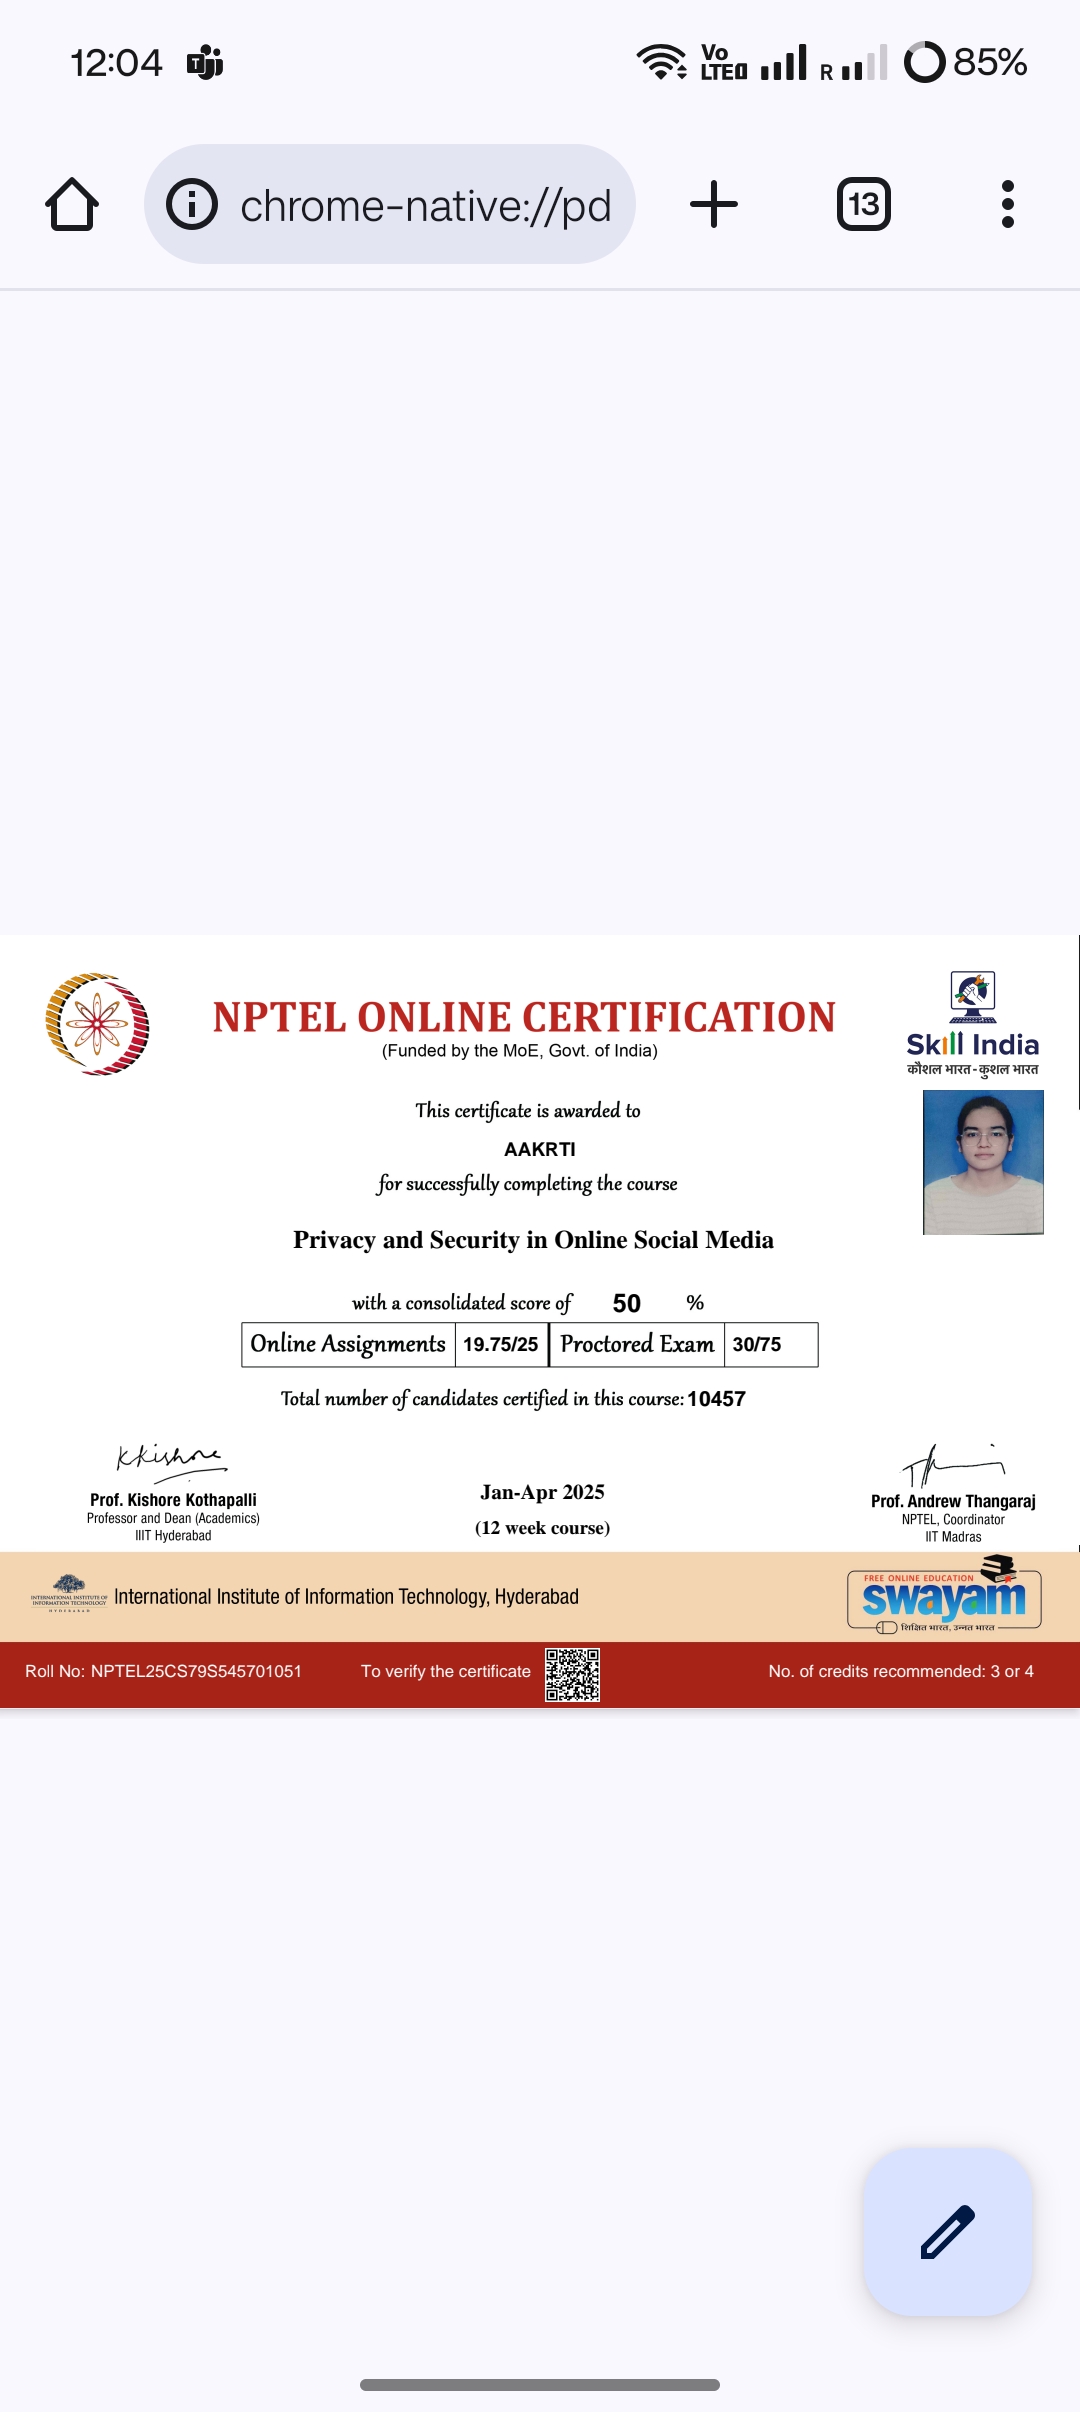 12:04
Vo
LTE
R
85%
chrome-native://pd
13
NPTEL ONLINE CERTIFICATION
(Funded by the MoE, Govt. of India)
Skill India
कौशल भारत-कुशल भारत
This certificate is awarded to
AAKRTI
for successfully completing the course
Privacy and Security in Online Social Media
with a consolidated score of 50 %
Online Assignments 19.75/25 Proctored Exam 30/75
Total number of candidates certified in this course: 10457
KKishore
Prof. Kishore Kothapalli
Professor and Dean (Academics)
IIIT Hyderabad
Jan-Apr 2025
(12 week course)
Prof. Andrew Thangaraj
NPTEL, Coordinator
IIT Madras
INTERNATIONAL INSTITUTE OF
INFORMATION TECHNOLOGY
HYDERABAD
International Institute of Information Technology, Hyderabad
FREE ONLINE EDUCATION
swayam
शिक्षित भारत, उन्नत भारत
Roll No: NPTEL25CS79S545701051
To verify the certificate
No. of credits recommended: 3 or 4